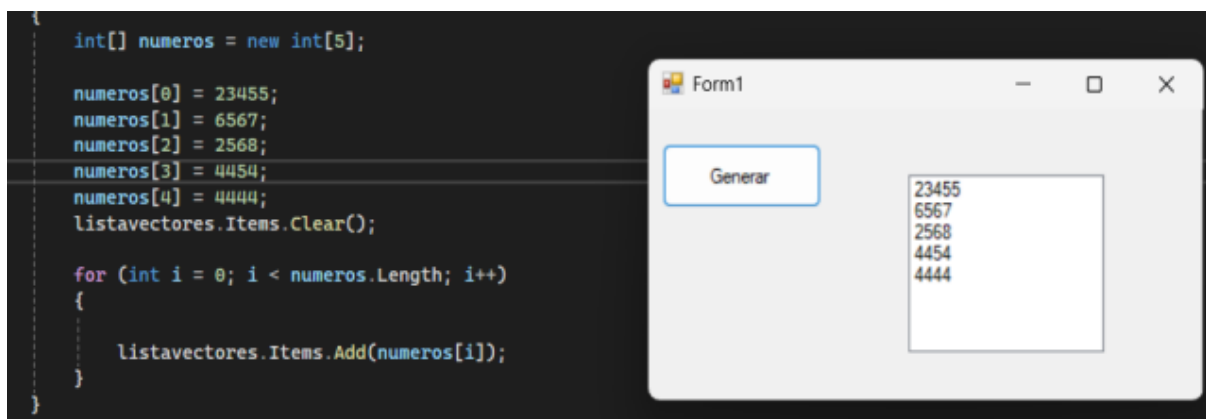 {
int[] numeros = new int[5];
numeros[0] = 23455;
numeros[1] = 6567;
numeros[2] = 2568;
numeros[3] = 4454;
numeros[4] = 4444;
listavectores.Items.Clear();
for (int i = 0; i < numeros.Length; i++)
{
listavectores.Items.Add(numeros[i]);
}
}
Form1
Generar
23455
6567
2568
4454
4444